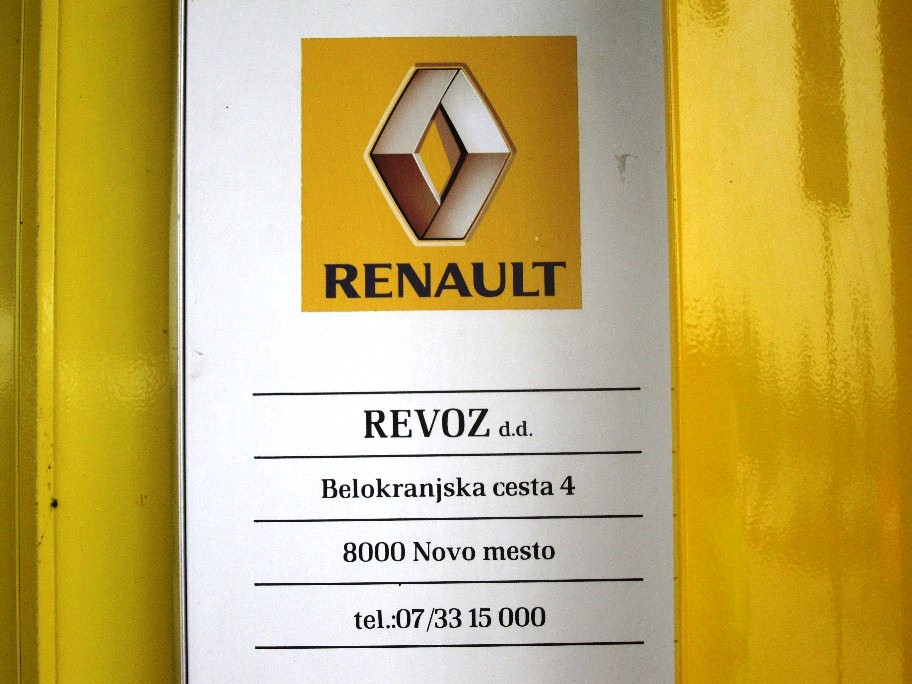 RENAULT
REVOZ d.d.
Belokranjska cesta 4
8000 Novo mesto
tel.:07/33 15 000